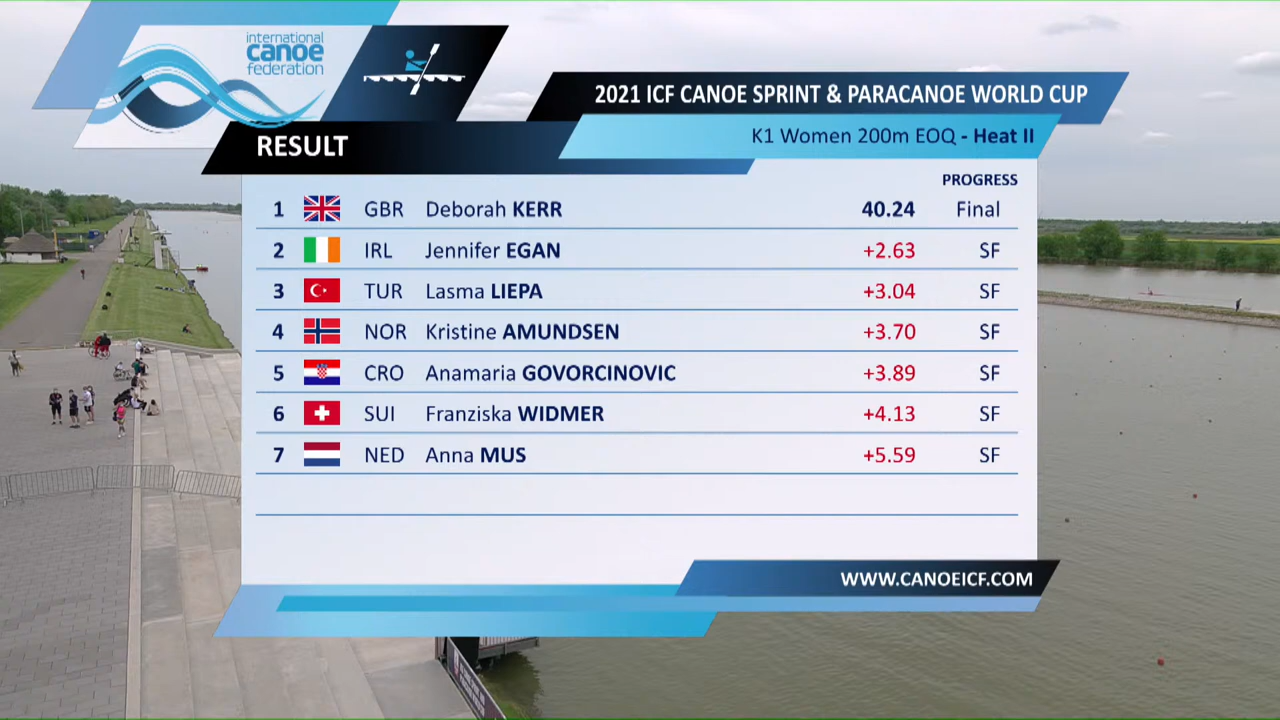 international
canoe
federation
2021 ICF CANOE SPRINT & PARACANOE WORLD CUP
K1 Women 200m EOQ - Heat II
RESULT
PROGRESS
1 GBR Deborah KERR 40.24 Final
2 IRL Jennifer EGAN +2.63 SF
3 TUR Lasma LIEPA +3.04 SF
4 NOR Kristine AMUNDSEN +3.70 SF
5 CRO Anamaria GOVORCINOVIC +3.89 SF
6 SUI Franziska WIDMER +4.13 SF
7 NED Anna MUS +5.59 SF
WWW.CANOEICF.COM